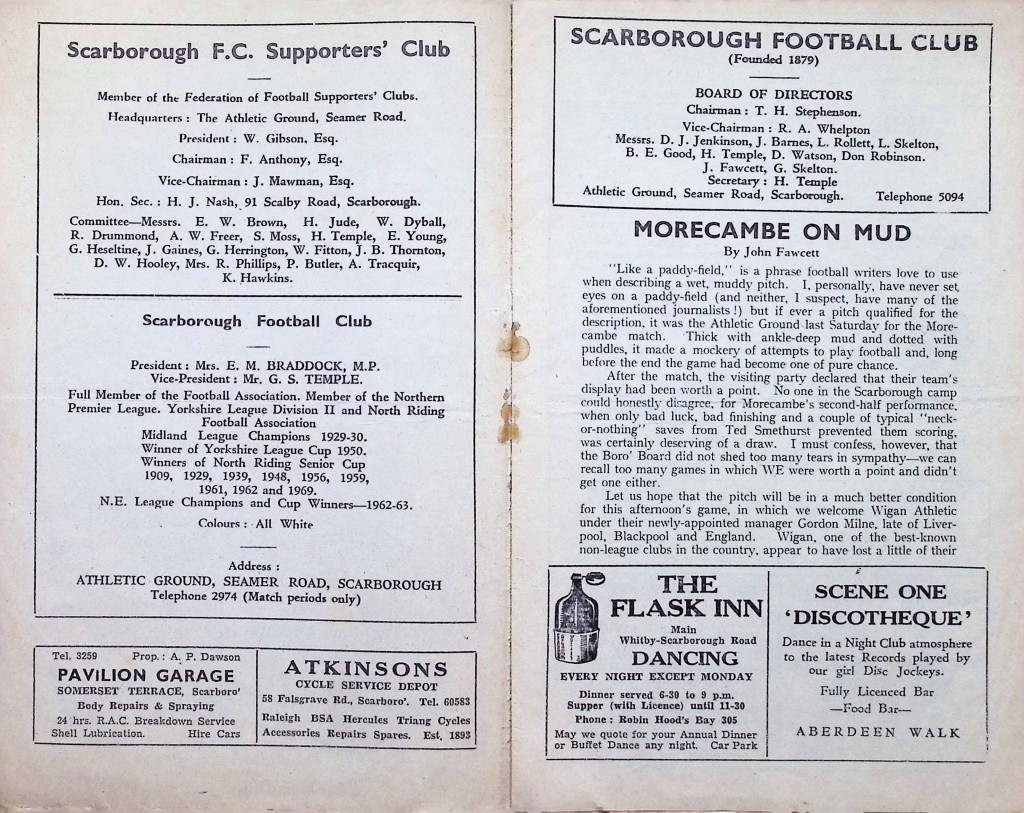 Scarborough F.C. Supporters' Club
Member of the Federation of Football Supporters' Clubs.
Headquarters : The Athletic Ground, Seamer Road.
President : W. Gibson, Esq.
Chairman : F. Anthony, Esq.
Vice-Chairman : J. Mawman, Esq.
Hon. Sec. : H. J. Nash, 91 Scalby Road, Scarborough.
Committee—Messrs. E. W. Brown, H. Jude, W. Dyball,
R. Drummond, A. W. Freer, S. Moss, H. Temple, E. Young,
G. Heseltine, J. Gaines, G. Herrington, W. Fitton, J. B. Thornton,
D. W. Hooley, Mrs. R. Phillips, P. Butler, A. Tracquir,
K. Hawkins.
Scarborough Football Club
President : Mrs. E. M. BRADDOCK, M.P.
Vice-President : Mr. G. S. TEMPLE.
Full Member of the Football Association. Member of the Northern
Premier League. Yorkshire League Division II and North Riding
Football Association
Midland League Champions 1929-30.
Winner of Yorkshire League Cup 1950.
Winners of North Riding Senior Cup
1909, 1929, 1939, 1948, 1956, 1959,
1961, 1962 and 1969.
N.E. League Champions and Cup Winners—1962-63.
Colours : All White
Address :
ATHLETIC GROUND, SEAMER ROAD, SCARBOROUGH
Telephone 2974 (Match periods only)
Tel. 3259 Prop. : A. P. Dawson
PAVILION GARAGE
SOMERSET TERRACE, Scarboro'
Body Repairs & Spraying
24 hrs. R.A.C. Breakdown Service
Shell Lubrication. Hire Cars
ATKINSONS
CYCLE SERVICE DEPOT
58 Falsgrave Rd., Scarboro'. Tel. 60583
Raleigh BSA Hercules Triang Cycles
Accessories Repairs Spares. Est. 1893
SCARBOROUGH FOOTBALL CLUB
(Founded 1879)
BOARD OF DIRECTORS
Chairman : T. H. Stephenson.
Vice-Chairman : R. A. Whelpton
Messrs. D. J. Jenkinson, J. Barnes, L. Rollett, L. Skelton,
B. E. Good, H. Temple, D. Watson, Don Robinson.
J. Fawcett, G. Skelton.
Secretary : H. Temple
Athletic Ground, Seamer Road, Scarborough. Telephone 5094
MORECAMBE ON MUD
By John Fawcett
"Like a paddy-field," is a phrase football writers love to use
when describing a wet, muddy pitch. I, personally, have never set
eyes on a paddy-field (and neither, I suspect, have many of the
aforementioned journalists !) but if ever a pitch qualified for the
description, it was the Athletic Ground last Saturday for the More-
cambe match. Thick with ankle-deep mud and dotted with
puddles, it made a mockery of attempts to play football and, long
before the end the game had become one of pure chance.
After the match, the visiting party declared that their team's
display had been worth a point. No one in the Scarborough camp
could honestly disagree, for Morecambe's second-half performance,
when only bad luck, bad finishing and a couple of typical "neck-
or-nothing" saves from Ted Smethurst prevented them scoring,
was certainly deserving of a draw. I must confess, however, that
the Boro' Board did not shed too many tears in sympathy—we can
recall too many games in which WE were worth a point and didn't
get one either.
Let us hope that the pitch will be in a much better condition
for this afternoon's game, in which we welcome Wigan Athletic
under their newly-appointed manager Gordon Milne, late of Liver-
pool, Blackpool and England. Wigan, one of the best-known
non-league clubs in the country, appear to have lost a little of their
THE
FLASK INN
Main
Whitby-Scarborough Road
DANCING
EVERY NIGHT EXCEPT MONDAY
Dinner served 6-30 to 9 p.m.
Supper (with Licence) until 11-30
Phone : Robin Hood's Bay 305
May we quote for your Annual Dinner
or Buffet Dance any night. Car Park
SCENE ONE
'DISCOTHEQUE'
Dance in a Night Club atmosphere
to the latest Records played by
our girl Disc Jockeys.
Fully Licenced Bar
—Food Bar—
ABERDEEN WALK